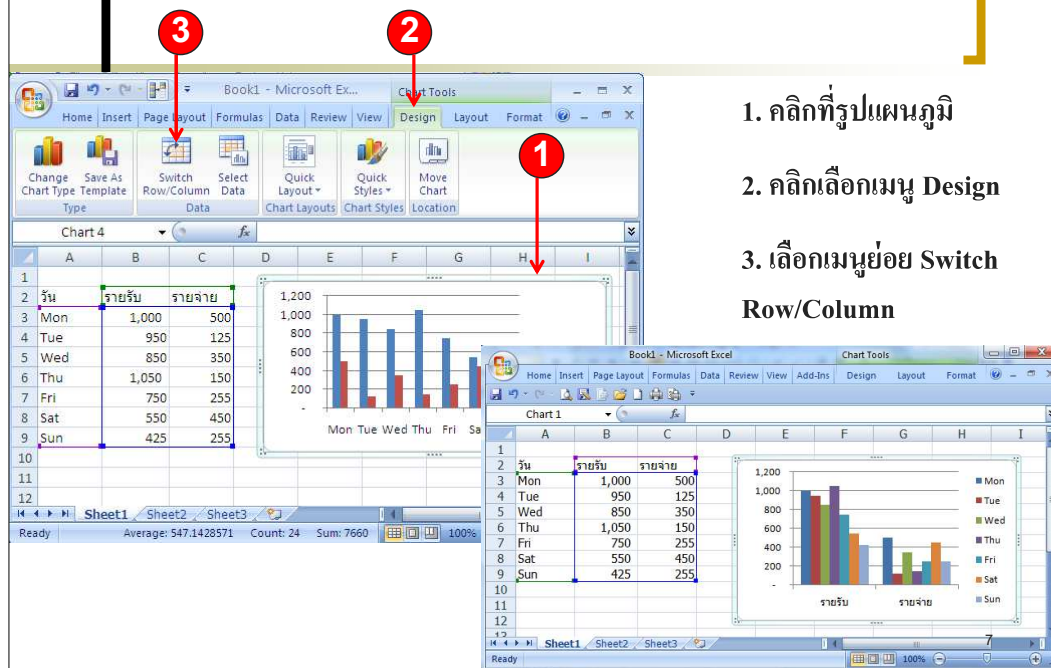 3
2
Book1 - Microsoft Ex...
Chart Tools
Home Insert Page Layout Formulas Data Review View Design Layout Format
1
Change Chart Type
Save As Template
Switch Row/Column
Select Data
Quick Layout
Quick Styles
Move Chart
Type
Data
Chart Layouts
Chart Styles
Location
Chart 4
fx
A B C D E F G H I
1
2 วัน รายรับ รายจ่าย
3 Mon 1,000 500
4 Tue 950 125
5 Wed 850 350
6 Thu 1,050 150
7 Fri 750 255
8 Sat 550 450
9 Sun 425 255
10
11
12
1,200
1,000
800
600
400
200
-
Mon Tue Wed Thu Fri Sa
Sheet1 Sheet2 Sheet3
Ready Average: 547.1428571 Count: 24 Sum: 7660 100%
1. คลิกที่รูปแผนภูมิ
2. คลิกเลือกเมนู Design
3. เลือกเมนูย่อย Switch
Row/Column
Book1 - Microsoft Excel
Chart Tools
Home Insert Page Layout Formulas Data Review View Add-Ins Design Layout Format
Chart 1
fx
A B C D E F G H I
1
2 วัน รายรับ รายจ่าย
3 Mon 1,000 500
4 Tue 950 125
5 Wed 850 350
6 Thu 1,050 150
7 Fri 750 255
8 Sat 550 450
9 Sun 425 255
10
11
12
13
1,200
1,000
800
600
400
200
-
รายรับ รายจ่าย
Mon
Tue
Wed
Thu
Fri
Sat
Sun
7
Sheet1 Sheet2 Sheet3
Ready 100%